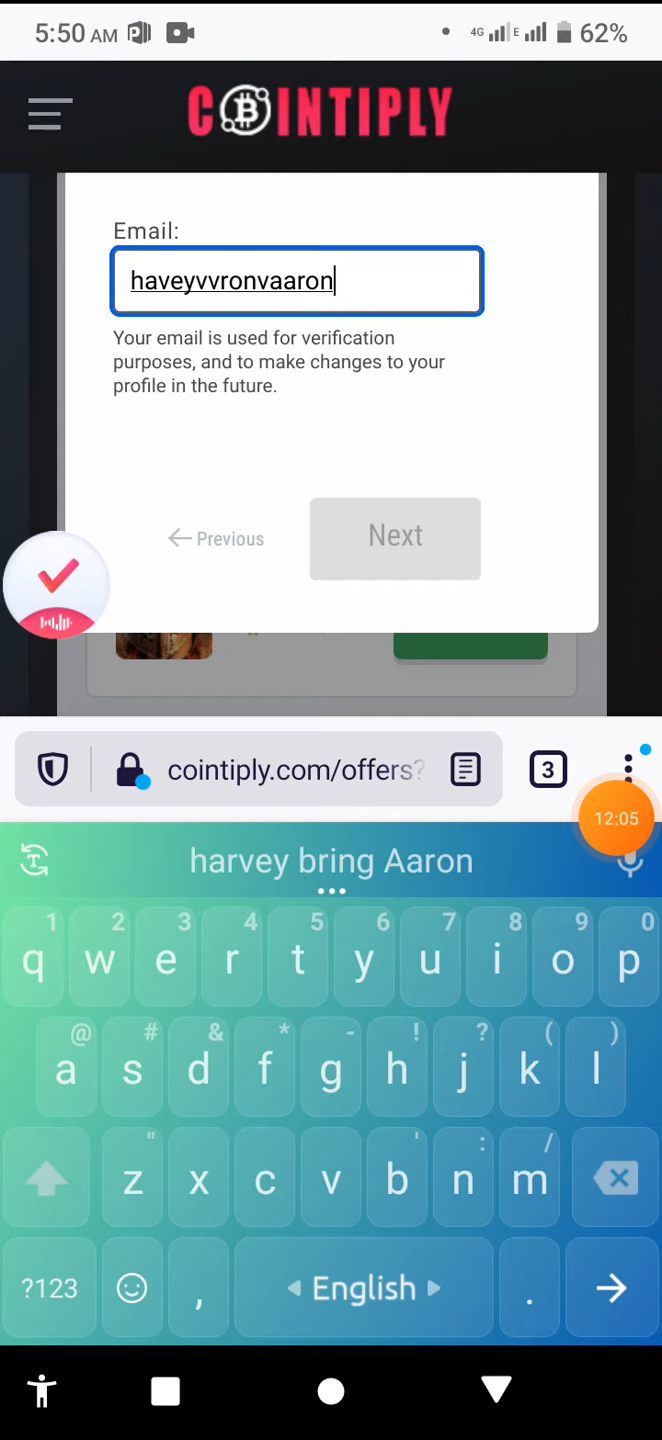 5:50 AM
4G E 62%
COINTIPLY
Email:
haveyvvronvaaron
Your email is used for verification
purposes, and to make changes to your
profile in the future.
← Previous
Next
cointiply.com/offers?
3
12:05
harvey bring Aaron
1 2 3 4 5 6 7 8 9 0
q w e r t y u i o p
@ # & * - ! ? ( )
a s d f g h j k l
" ' : /
z x c v b n m
?123 , English .